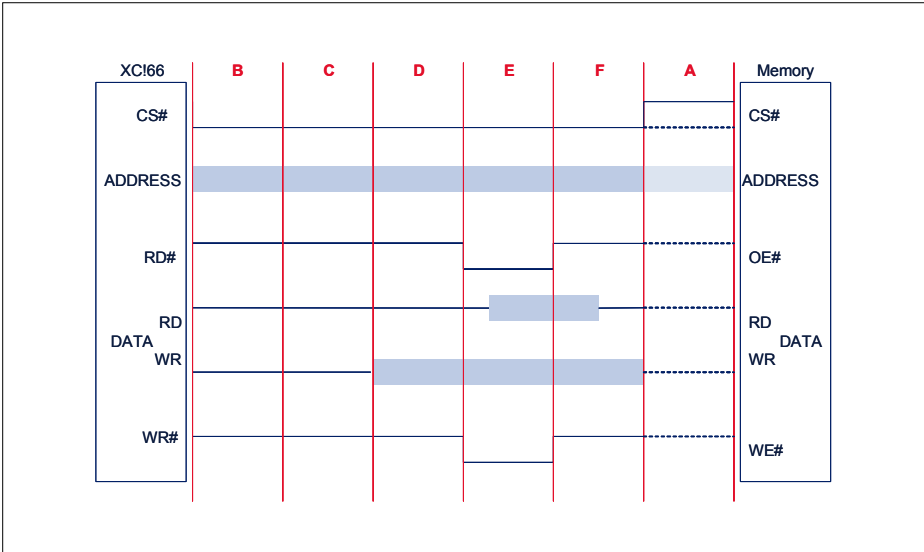 XC!66 B C D E F A Memory
CS# CS#
ADDRESS ADDRESS
RD# OE#
RD RD
DATA DATA
WR WR
WR# WE#